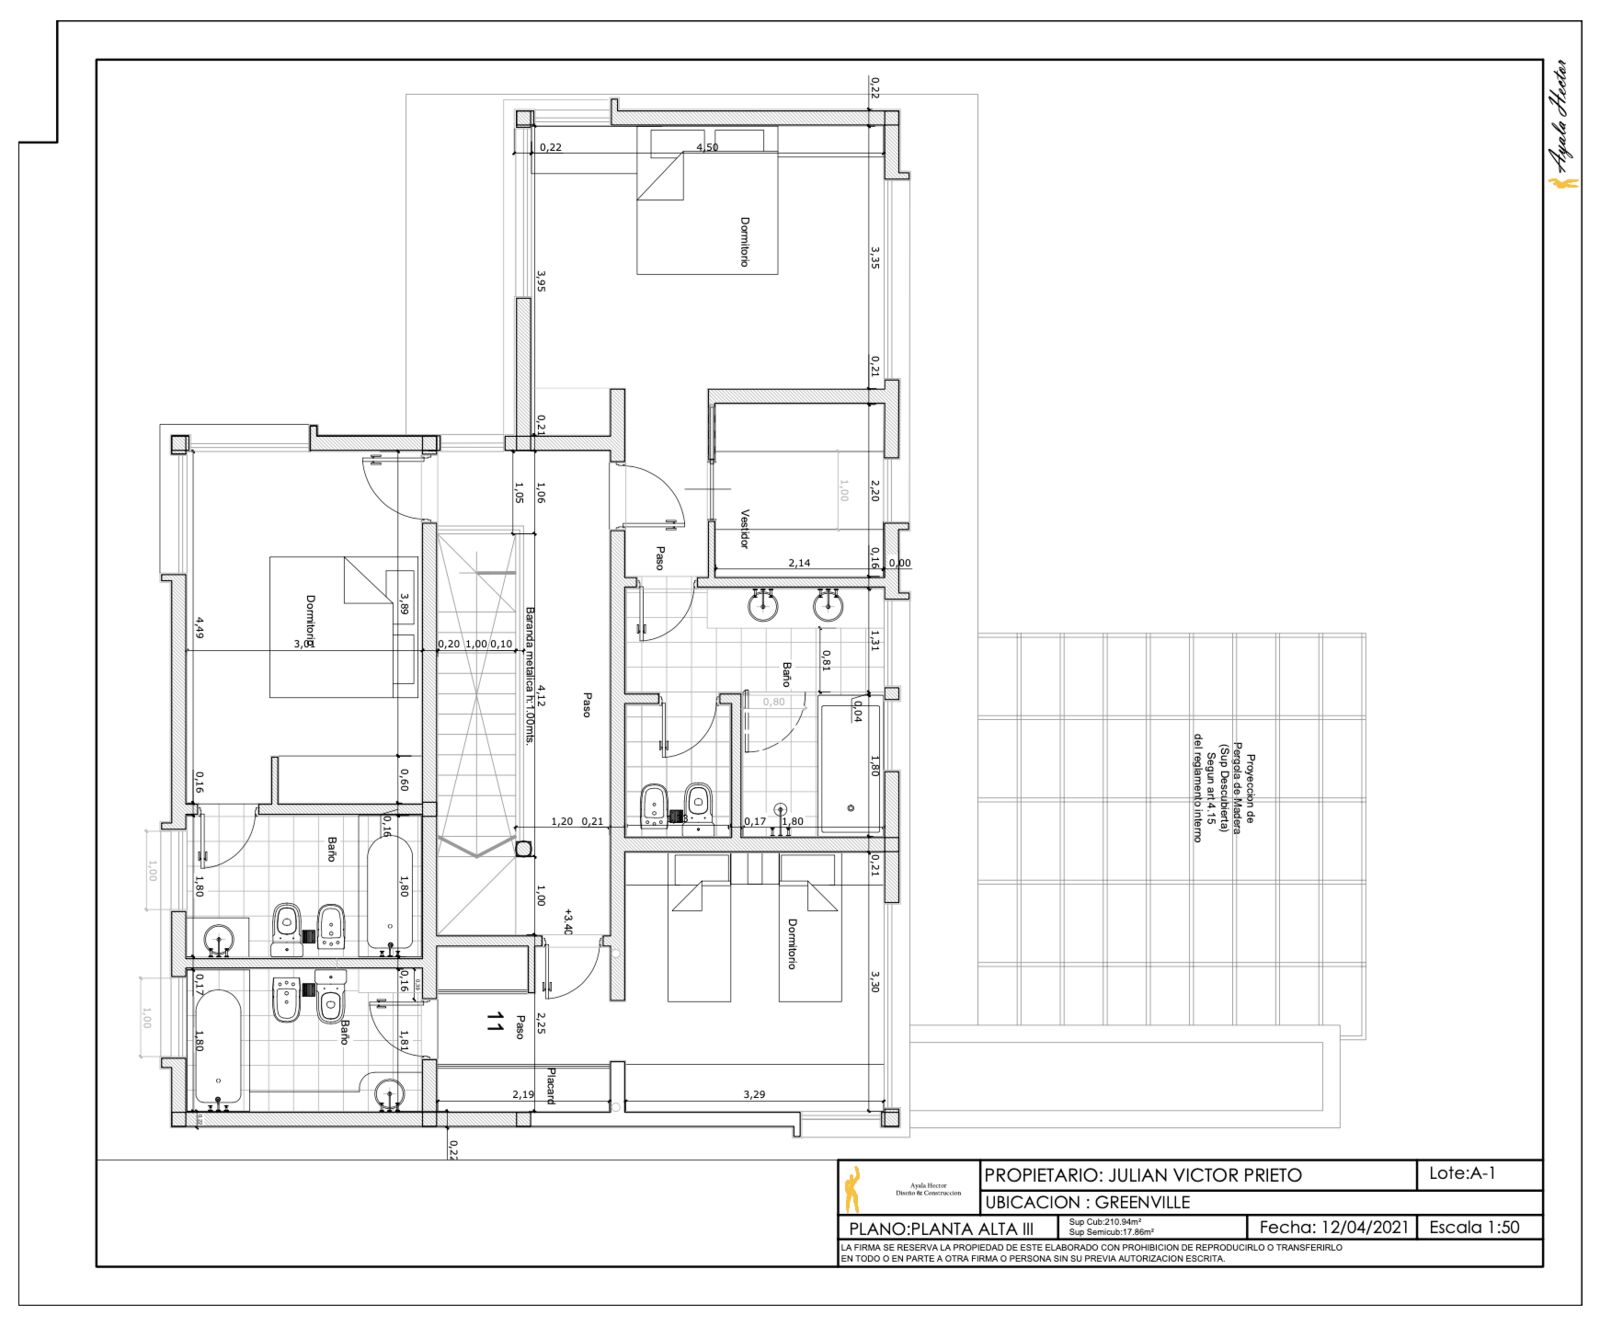 Ayala Hector
0,22
0,22
4,50
Dormitorio
3,95
3,35
0,21
0,21
1,05
1,06
1,00
2,20
Vestidor
Paso
2,14
0,16
0,00
4,49
Dormitorio
3,89
3,01
0,20
1,00
0,10
Baranda metalica h:1.00mts.
4,12
Paso
1,31
0,81
Baño
0,80
0,04
1,80
0,16
0,60
0,16
1,20
0,21
0,17
1,80
Proyeccion de
Pergola de Madera
(Sup Descubierta)
Segun art 4.15
del reglamento interno
Baño
1,00
1,80
1,80
1,00
+3.40
0,21
Dormitorio
3,30
0,17
0,16
1,00
1,80
Baño
1,81
11
Paso
2,25
Placard
2,19
3,29
0,22
0,22
Ayala Hector
Diseño & Construccion
PROPIETARIO: JULIAN VICTOR PRIETO
Lote:A-1
UBICACION : GREENVILLE
PLANO:PLANTA ALTA III
Sup Cub:210.94m²
Sup Semicub:17.86m²
Fecha: 12/04/2021
Escala 1:50
LA FIRMA SE RESERVA LA PROPIEDAD DE ESTE ELABORADO CON PROHIBICION DE REPRODUCIRLO O TRANSFERIRLO
EN TODO O EN PARTE A OTRA FIRMA O PERSONA SIN SU PREVIA AUTORIZACION ESCRITA.